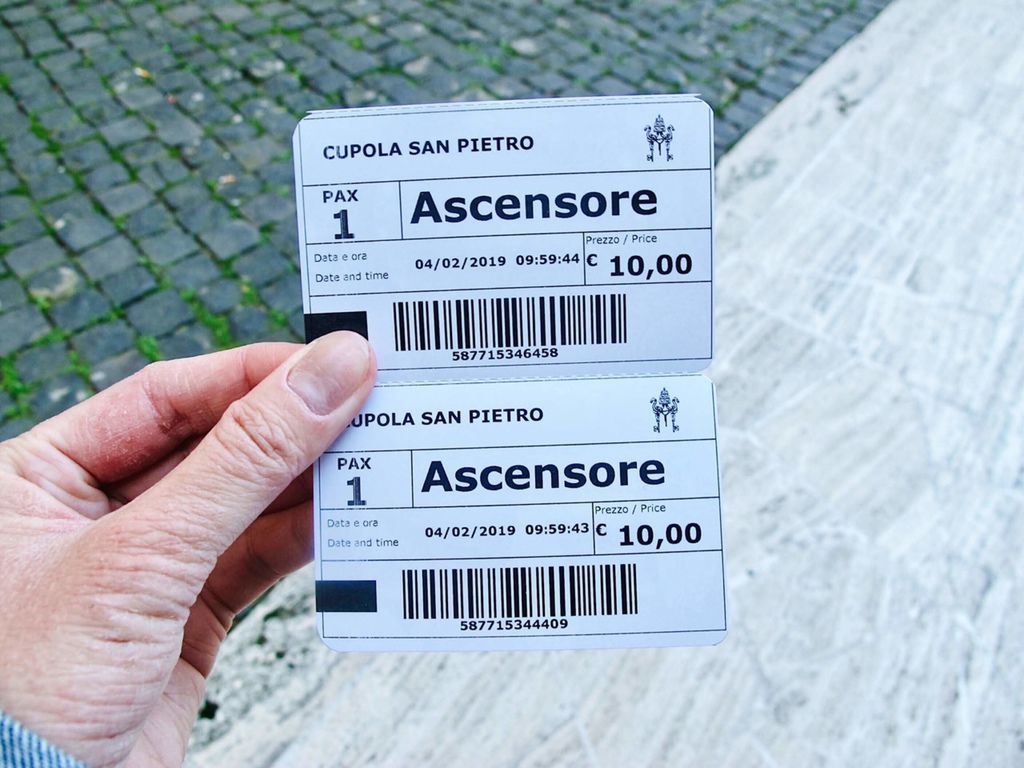 CUPOLA SAN PIETRO
PAX
1
Ascensore
Data e ora
Date and time
04/02/2019 09:59:44
Prezzo / Price
€ 10,00
587715346458
CUPOLA SAN PIETRO
PAX
1
Ascensore
Data e ora
Date and time
04/02/2019 09:59:43
Prezzo / Price
€ 10,00
587715344409